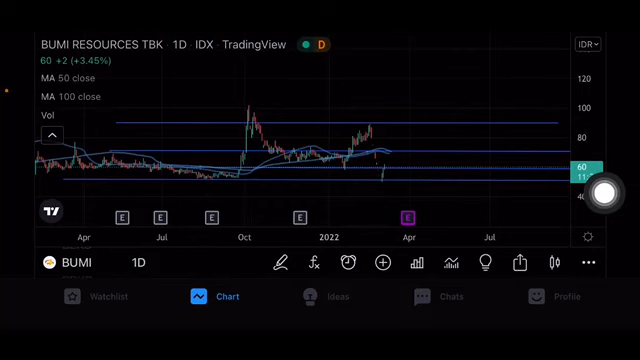 BUMI RESOURCES TBK • 1D • IDX • TradingView
D
IDR
60 +2 (+3.45%)
MA 50 close
MA 100 close
Vol
120
100
80
60
E E E E E
Apr Jul Oct 2022 Apr Jul
BUMI 1D
Watchlist Chart Ideas Chats Profile